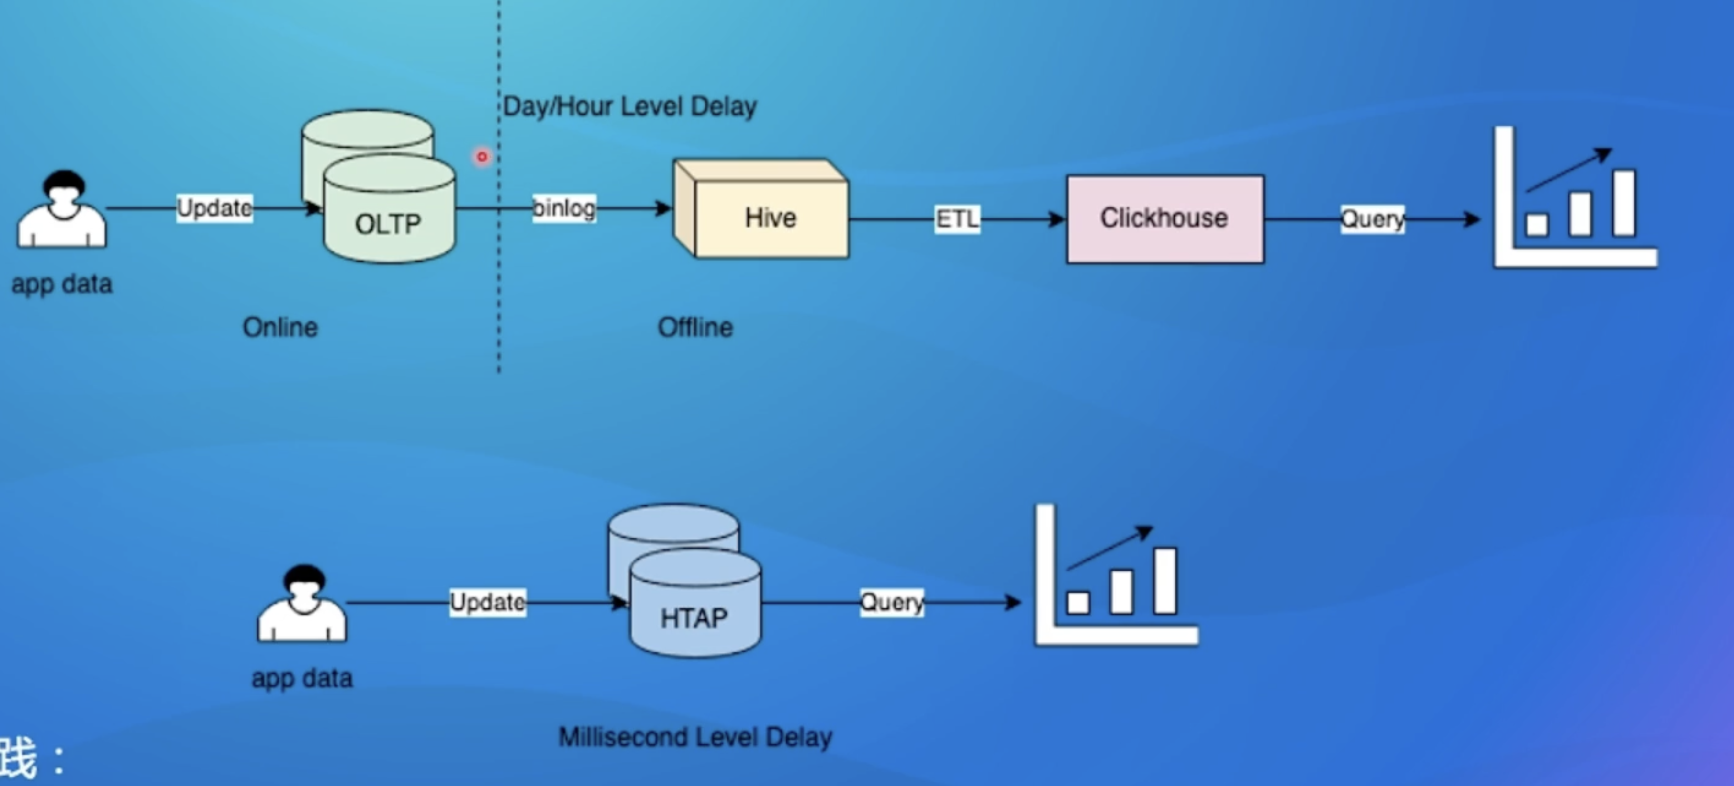 Day/Hour Level Delay
Update
OLTP
binlog
Hive
ETL
Clickhouse
Query
app data
Online
Offline
Update
HTAP
Query
app data
Millisecond Level Delay
践：